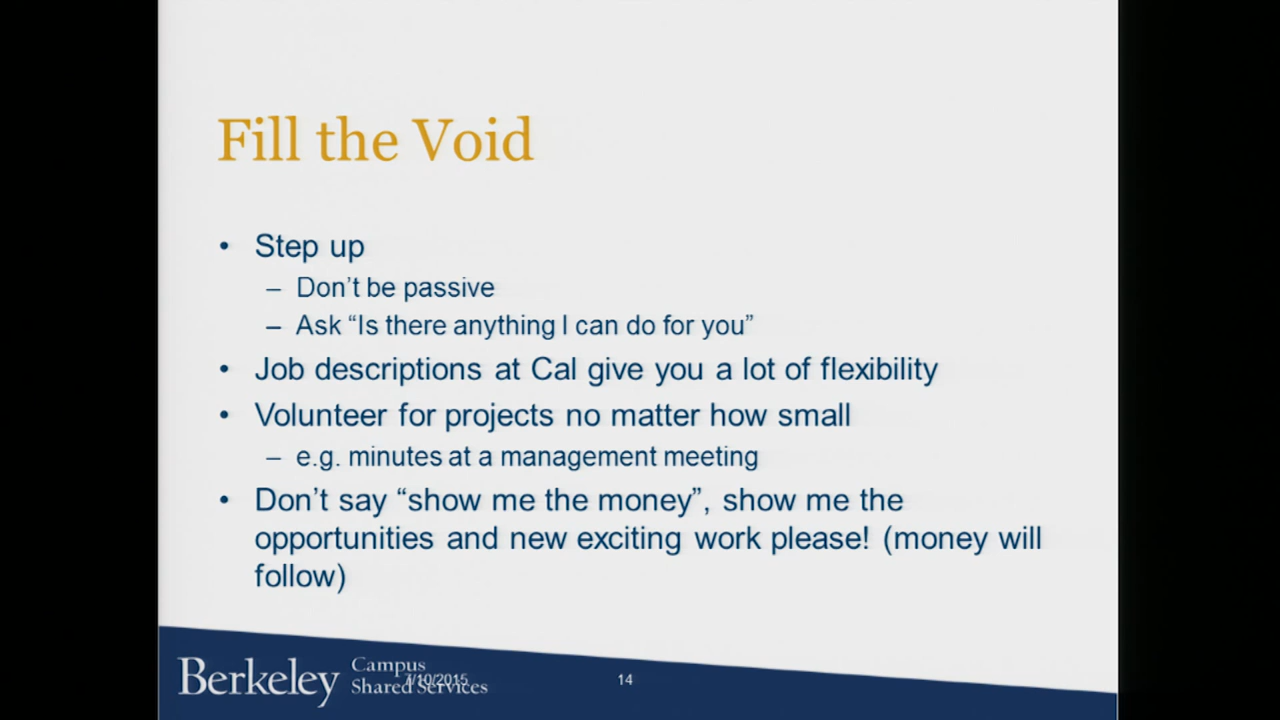 Fill the Void
• Step up
– Don’t be passive
– Ask “Is there anything I can do for you”
• Job descriptions at Cal give you a lot of flexibility
• Volunteer for projects no matter how small
– e.g. minutes at a management meeting
• Don’t say “show me the money”, show me the
opportunities and new exciting work please! (money will
follow)
Berkeley
Campus
Shared Services
7/10/2015
14